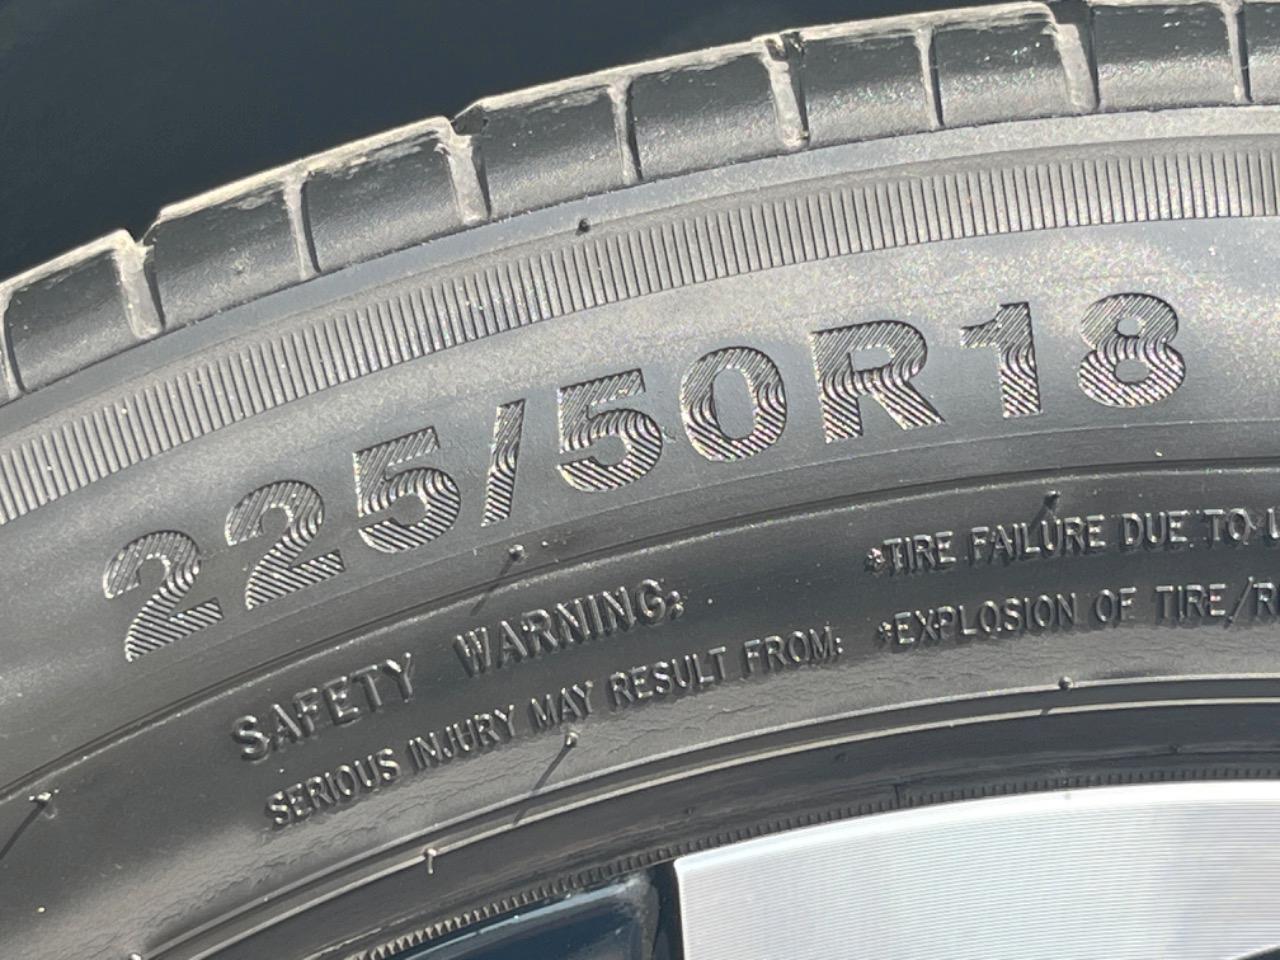 225/50R18
SAFETY WARNING:
SERIOUS INJURY MAY RESULT FROM:
*TIRE FAILURE DUE TO
*EXPLOSION OF TIRE/R